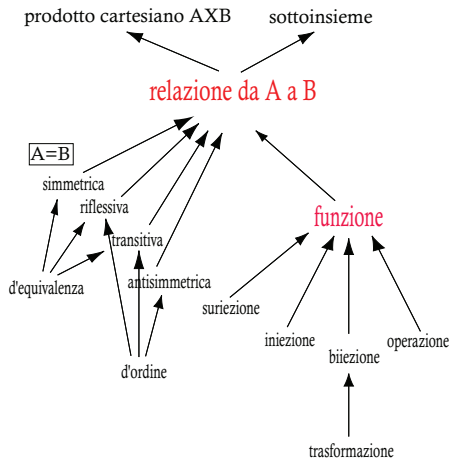 prodotto cartesiano AXB
sottoinsieme
relazione da A a B
A=B
simmetrica
riflessiva
funzione
transitiva
antisimmetrica
d'equivalenza
suriezione
iniezione
biiezione
operazione
d'ordine
trasformazione